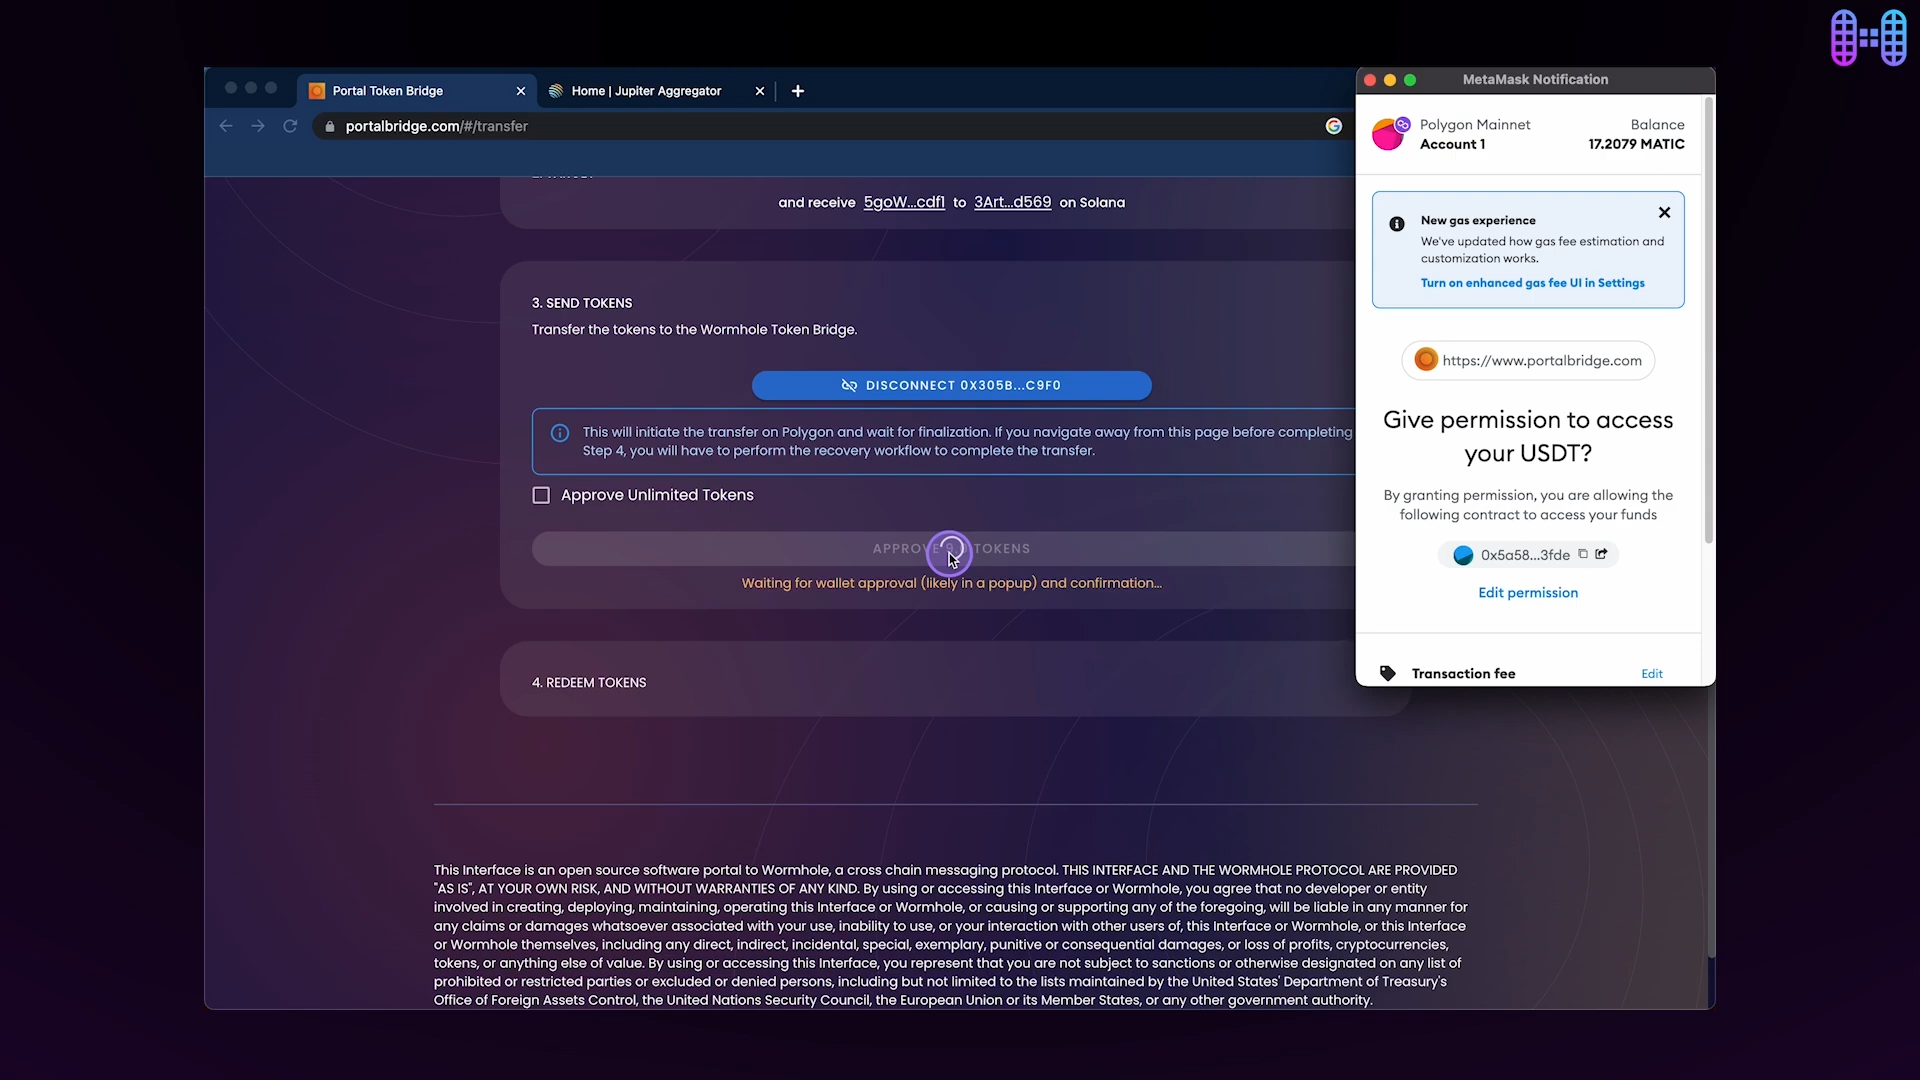 Portal Token Bridge
Home | Jupiter Aggregator
portalbridge.com/#/transfer
and receive 5goW...cdf1 to 3Art...d569 on Solana
3. SEND TOKENS
Transfer the tokens to the Wormhole Token Bridge.
DISCONNECT 0X305B...C9F0
This will initiate the transfer on Polygon and wait for finalization. If you navigate away from this page before completing
Step 4, you will have to perform the recovery workflow to complete the transfer.
Approve Unlimited Tokens
APPROVE TOKENS
Waiting for wallet approval (likely in a popup) and confirmation...
4. REDEEM TOKENS
This Interface is an open source software portal to Wormhole, a cross chain messaging protocol. THIS INTERFACE AND THE WORMHOLE PROTOCOL ARE PROVIDED
"AS IS", AT YOUR OWN RISK, AND WITHOUT WARRANTIES OF ANY KIND. By using or accessing this Interface or Wormhole, you agree that no developer or entity
involved in creating, deploying, maintaining, operating this Interface or Wormhole, or causing or supporting any of the foregoing, will be liable in any manner for
any claims or damages whatsoever associated with your use, inability to use, or your interaction with other users of, this Interface or Wormhole, or this Interface
or Wormhole themselves, including any direct, indirect, incidental, special, exemplary, punitive or consequential damages, or loss of profits, cryptocurrencies,
tokens, or anything else of value. By using or accessing this Interface, you represent that you are not subject to sanctions or otherwise designated on any list of
prohibited or restricted parties or excluded or denied persons, including but not limited to the lists maintained by the United States' Department of Treasury's
Office of Foreign Assets Control, the United Nations Security Council, the European Union or its Member States, or any other government authority.
MetaMask Notification
Polygon Mainnet
Account 1
Balance
17.2079 MATIC
New gas experience
We've updated how gas fee estimation and
customization works.
Turn on enhanced gas fee UI in Settings
https://www.portalbridge.com
Give permission to access
your USDT?
By granting permission, you are allowing the
following contract to access your funds
0x5a58...3fde
Edit permission
Transaction fee
Edit